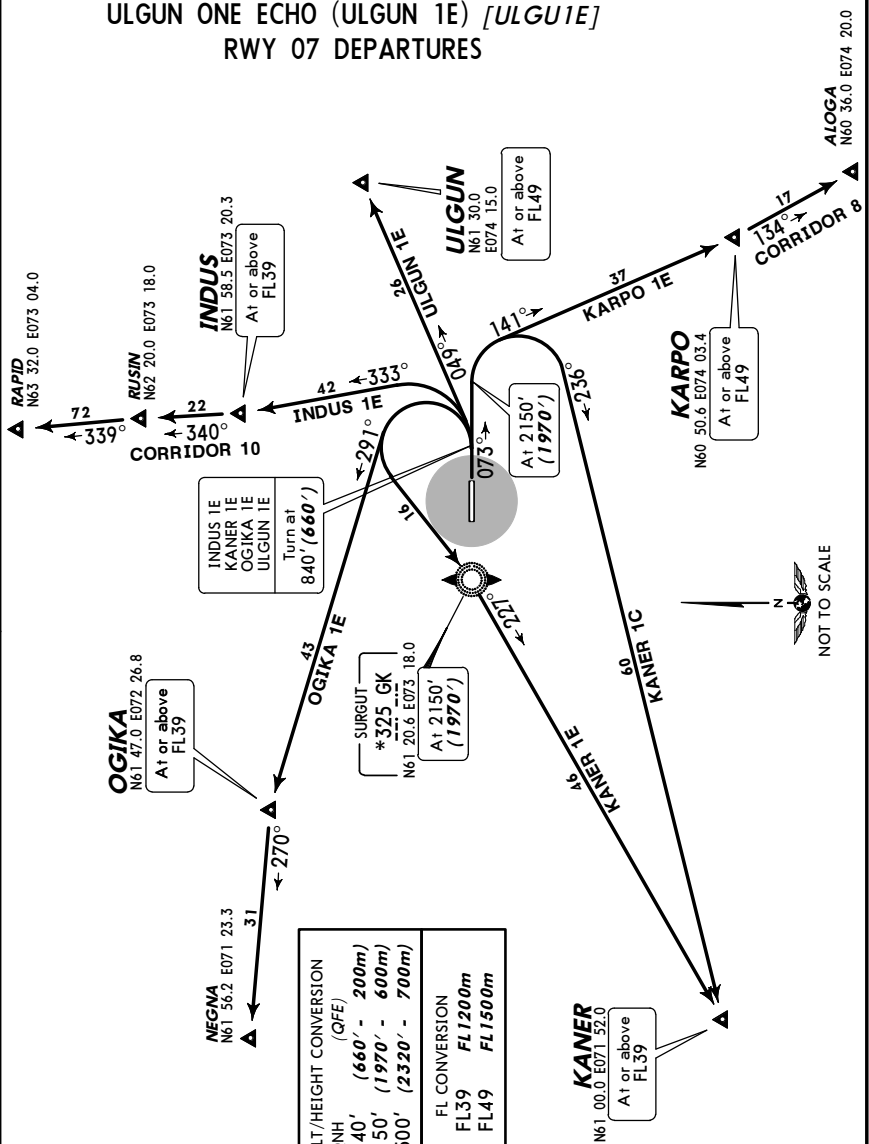 ULGUN ONE ECHO (ULGUN 1E) [ULGU1E]
RWY 07 DEPARTURES
RAPID
N63 32.0 E073 04.0
72
←339°
RUSIN
N62 20.0 E073 18.0
22
←340°
CORRIDOR 10
INDUS
N61 58.5 E073 20.3
At or above
FL39
42
←333°
INDUS 1E
ULGUN
N61 30.0
E074 15.0
At or above
FL49
26
ULGUN 1E
049°→
ALOGA
N60 36.0 E074 20.0
17
134°→
CORRIDOR 8
KARPO
N60 50.6 E074 03.4
At or above
FL49
141°→
37
KARPO 1E
←236°
At 2150'
(1970')
073°→
INDUS 1E
KANER 1E
OGIKA 1E
ULGUN 1E
Turn at
840' (660')
←291°
16
43
OGIKA 1E
OGIKA
N61 47.0 E072 26.8
At or above
FL39
←270°
31
NEGNA
N61 56.2 E071 23.3
SURGUT
*325 GK
N61 20.6 E073 18.0
At 2150'
(1970')
←227°
46
KANER 1E
60
KANER 1C
KANER
N61 00.0 E071 52.0
At or above
FL39
N
NOT TO SCALE
LT/HEIGHT CONVERSION
NH (QFE)
40' (660' - 200m)
50' (1970' - 600m)
500' (2320' - 700m)
FL CONVERSION
FL39 FL1200m
FL49 FL1500m